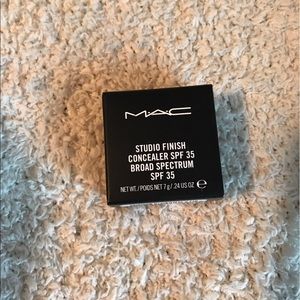 MAC
STUDIO FINISH
CONCEALER SPF 35
BROAD SPECTRUM
SPF 35
NET WT./POIDS NET 7 g / .24 US OZ ℮